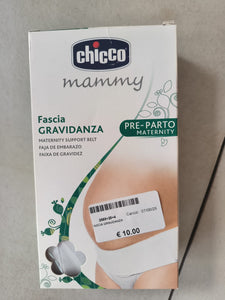 chicco
mammy
Fascia
GRAVIDANZA
MATERNITY SUPPORT BELT
FAJA DE EMBARAZO
FAIXA DE GRAVIDEZ
PRE-PARTO
MATERNITY
€ 10.00